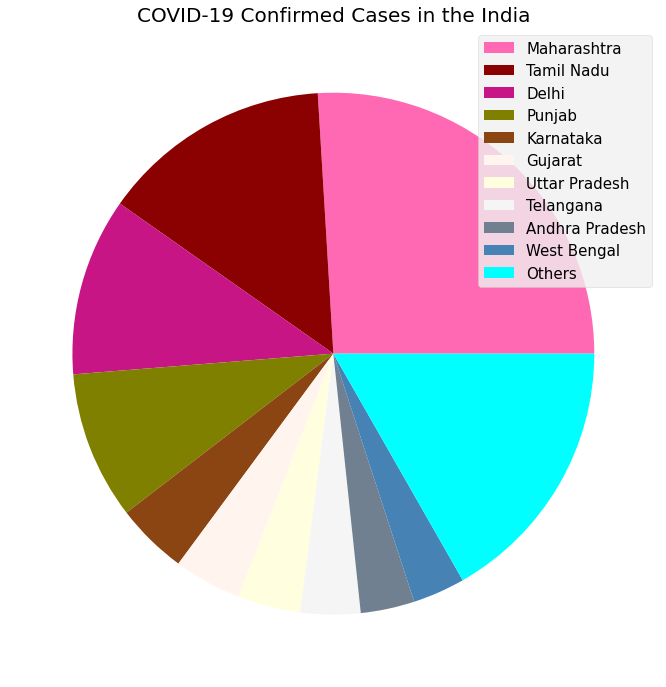 COVID-19 Confirmed Cases in the India
Maharashtra
Tamil Nadu
Delhi
Punjab
Karnataka
Gujarat
Uttar Pradesh
Telangana
Andhra Pradesh
West Bengal
Others